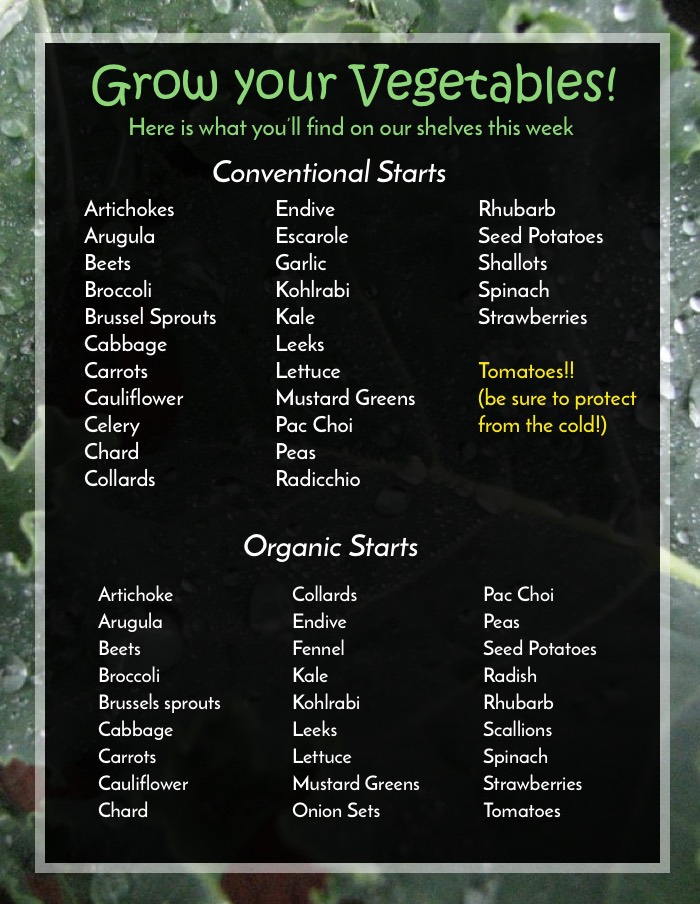 Grow your Vegetables!
Here is what you'll find on our shelves this week
Conventional Starts
Artichokes
Arugula
Beets
Broccoli
Brussel Sprouts
Cabbage
Carrots
Cauliflower
Celery
Chard
Collards
Endive
Escarole
Garlic
Kohlrabi
Kale
Leeks
Lettuce
Mustard Greens
Pac Choi
Peas
Radicchio
Rhubarb
Seed Potatoes
Shallots
Spinach
Strawberries
Tomatoes!!
(be sure to protect
from the cold!)
Organic Starts
Artichoke
Arugula
Beets
Broccoli
Brussels sprouts
Cabbage
Carrots
Cauliflower
Chard
Collards
Endive
Fennel
Kale
Kohlrabi
Leeks
Lettuce
Mustard Greens
Onion Sets
Pac Choi
Peas
Seed Potatoes
Radish
Rhubarb
Scallions
Spinach
Strawberries
Tomatoes